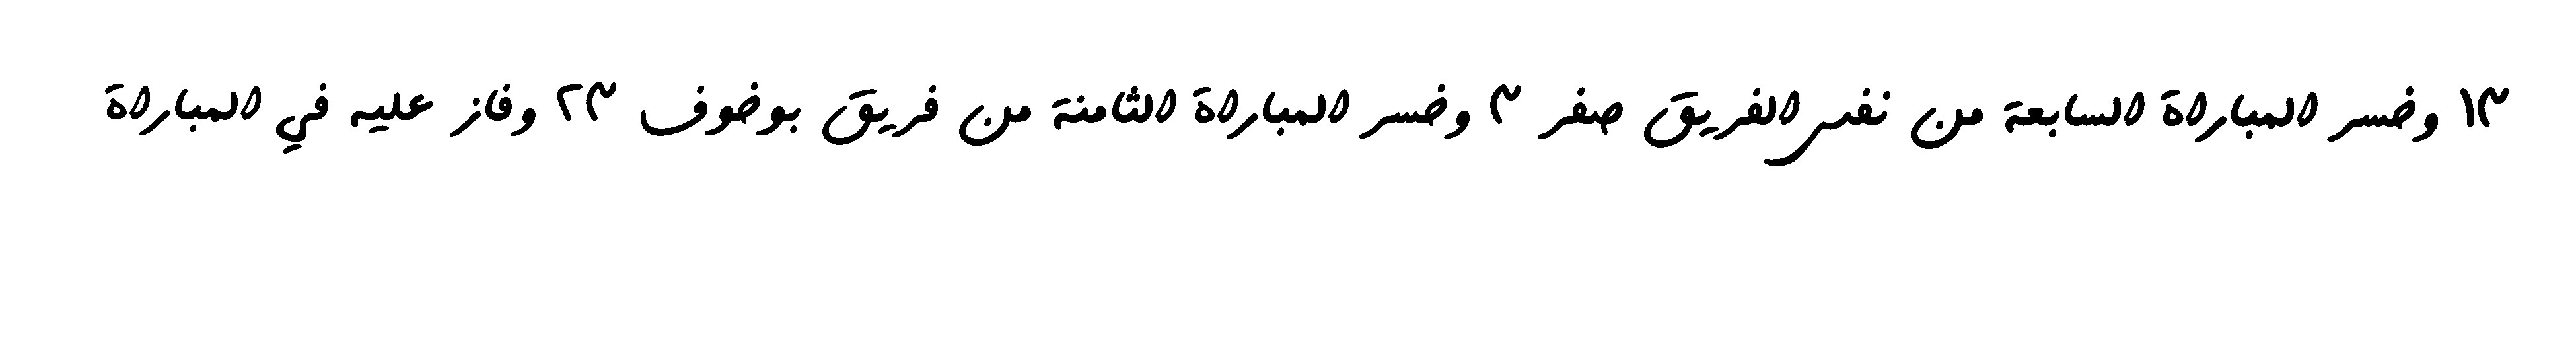 ١٣ وخسر المباراة السابعة من نفس الفريق صفر ٣ وخسر المباراة الثامنة من فريق بوخوف ٢٣ وفاز عليه في المباراة